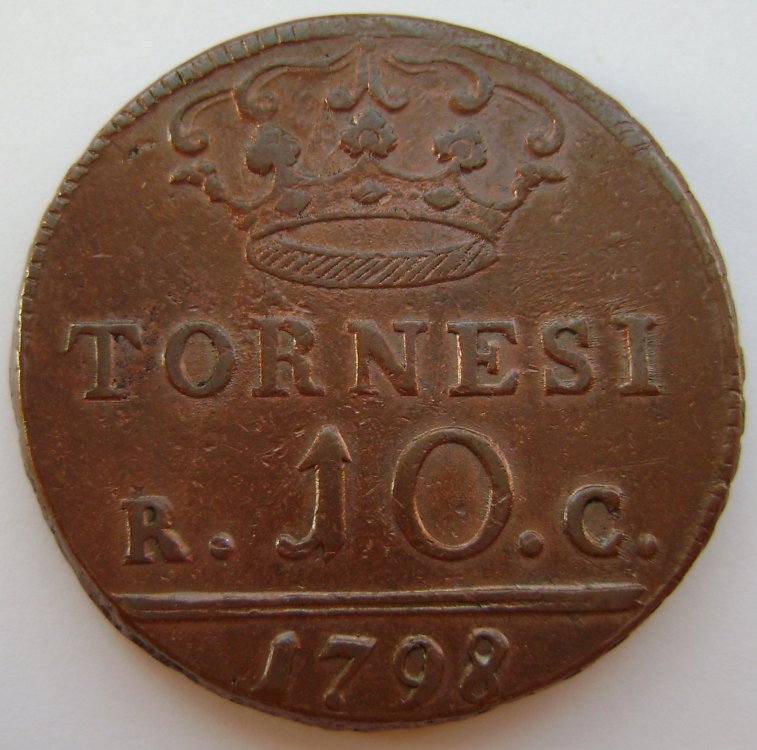 TORNESI
R. 10. C.
1798